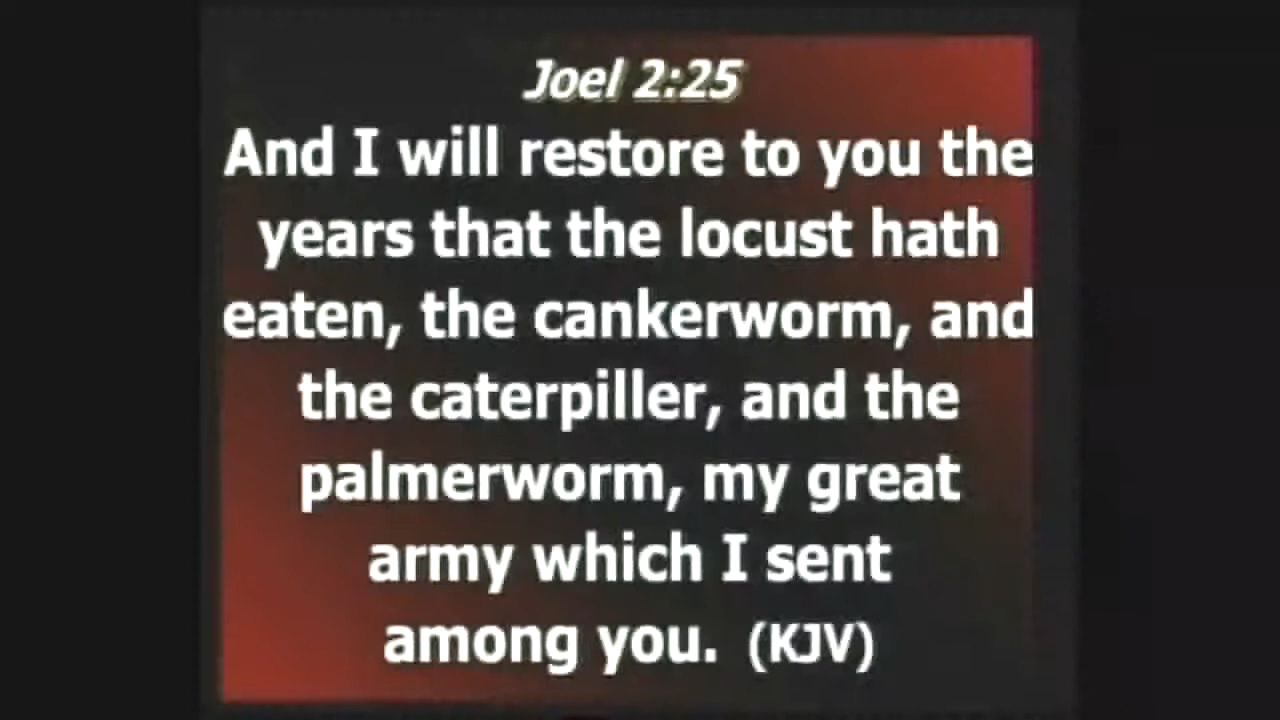 Joel 2:25
And I will restore to you the
years that the locust hath
eaten, the cankerworm, and
the caterpiller, and the
palmerworm, my great
army which I sent
among you. (KJV)